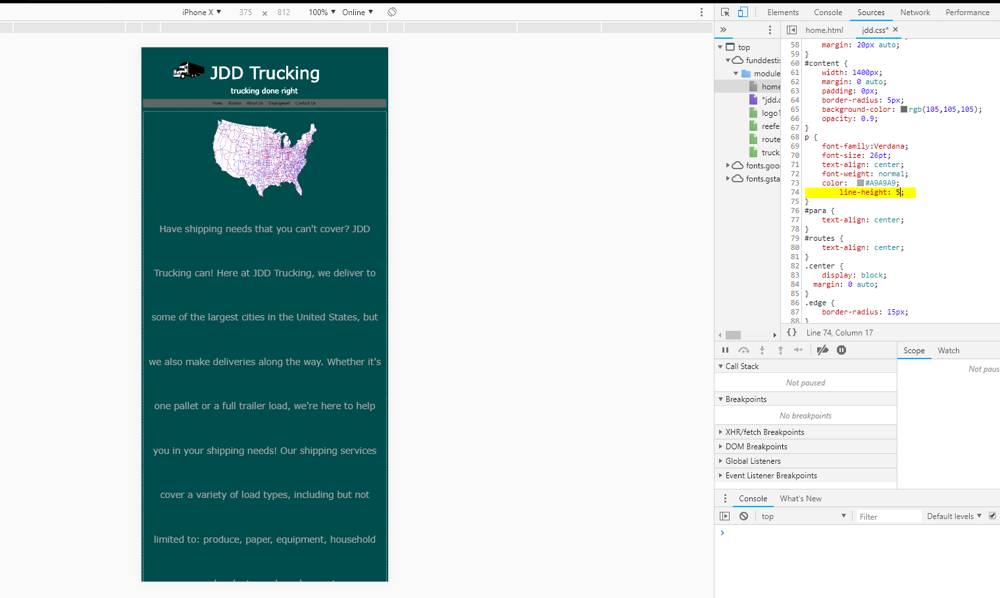 iPhone X ▼ 375 × 812 100% ▼ Online ▼
Elements Console Sources Network Performance
home.html jdd.css* ×
top
funddestis
module
home
*jdd.c
logo1
reefe
route
truck.
fonts.goo
fonts.gsta
58 margin: 20px auto;
59 }
60 #content {
61 width: 1400px;
62 margin: 0 auto;
63 padding: 0px;
64 border-radius: 5px;
65 background-color: rgb(105,105,105);
66 opacity: 0.9;
67 }
68 p {
69 font-family:Verdana;
70 font-size: 26pt;
71 text-align: center;
72 font-weight: normal;
73 color: #A9A9A9;
74 line-height: 5;
75 }
76 #para {
77 text-align: center;
78 }
79 #routes {
80 text-align: center;
81 }
82 .center {
83 display: block;
84 margin: 0 auto;
85 }
86 .edge {
87 border-radius: 15px;
88 }
{} Line 74, Column 17
JDD Trucking
trucking done right
Home Routes About Us Employment Contact Us
Have shipping needs that you can't cover? JDD
Trucking can! Here at JDD Trucking, we deliver to
some of the largest cities in the United States, but
we also make deliveries along the way. Whether it's
one pallet or a full trailer load, we're here to help
you in your shipping needs! Our shipping services
cover a variety of load types, including but not
limited to: produce, paper, equipment, household
Scope Watch
Not paus
Call Stack
Not paused
Breakpoints
No breakpoints
XHR/fetch Breakpoints
DOM Breakpoints
Global Listeners
Event Listener Breakpoints
Console What's New
top ▼ Filter Default levels ▼